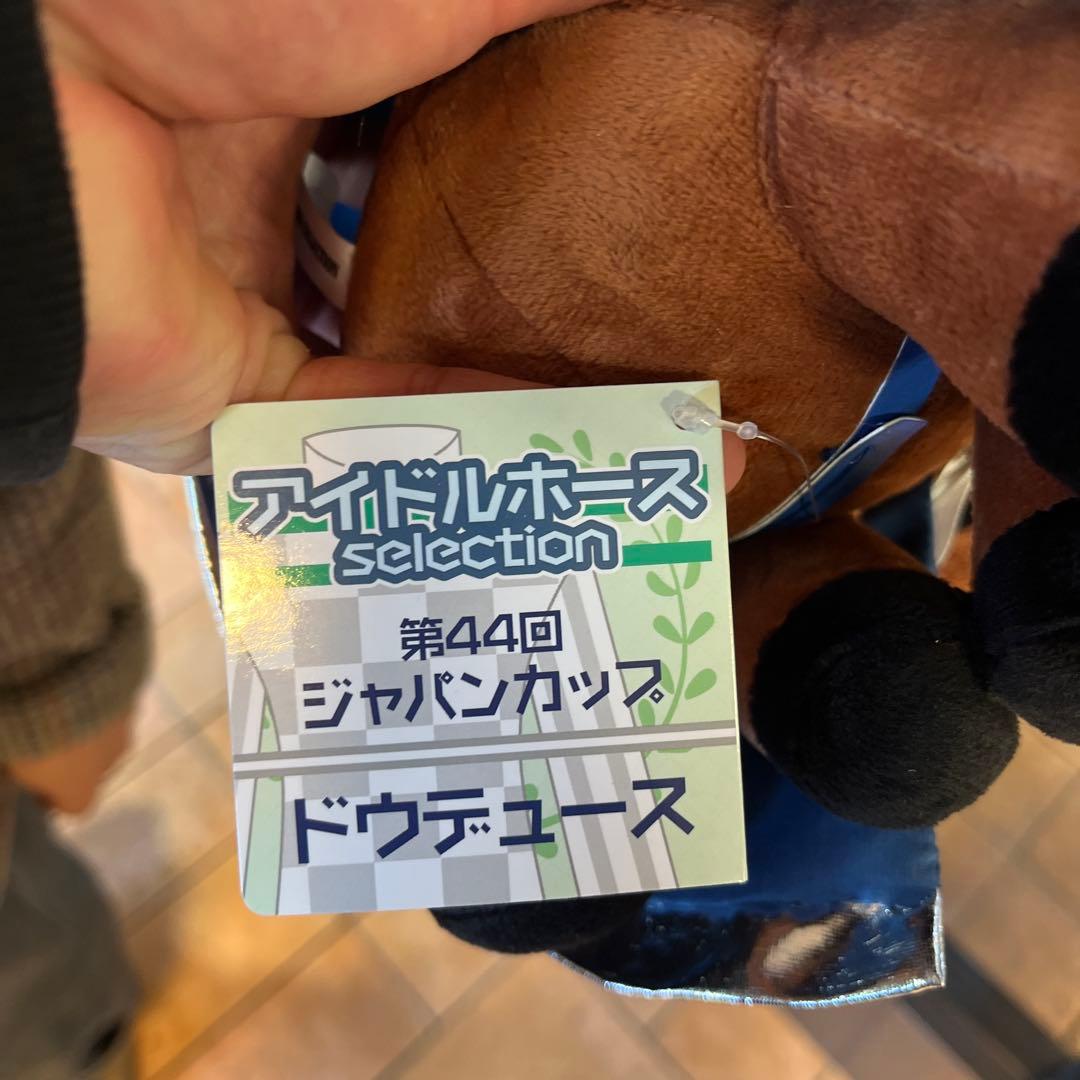 アイドルホース
selection
第44回
ジャパンカップ
ドウデュース